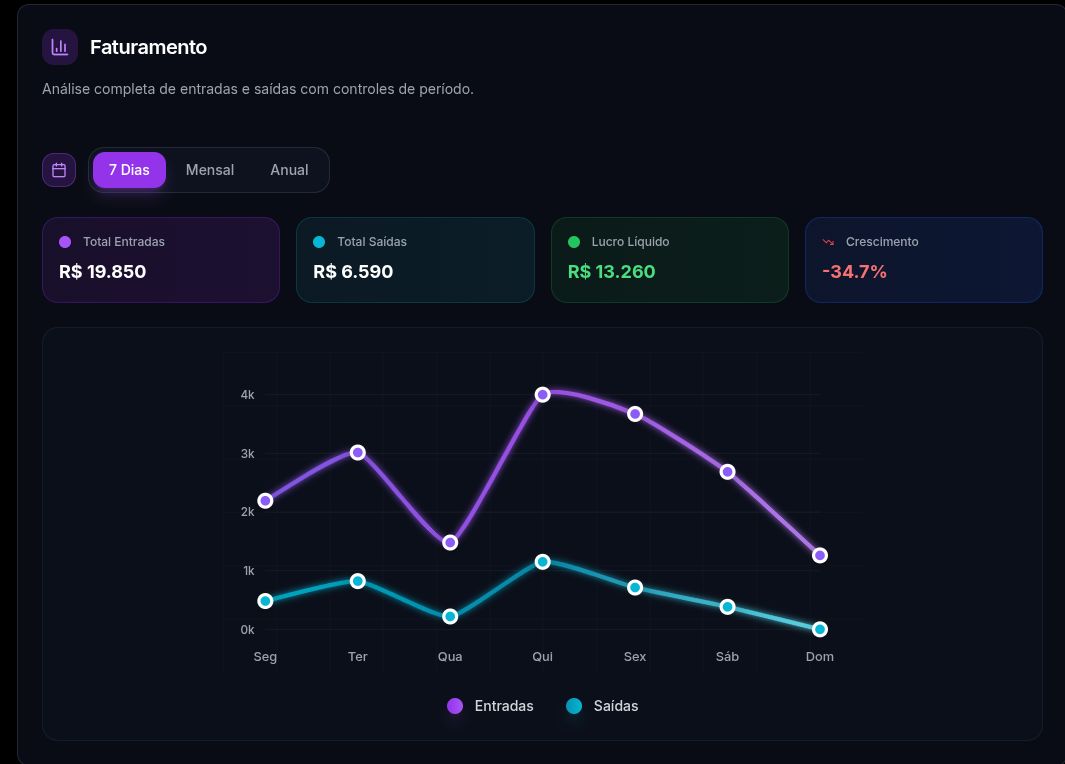 Faturamento
Análise completa de entradas e saídas com controles de período.
7 Dias Mensal Anual
Total Entradas
R$ 19.850
Total Saídas
R$ 6.590
Lucro Líquido
R$ 13.260
Crescimento
-34.7%
4k
3k
2k
1k
0k
Seg Ter Qua Qui Sex Sáb Dom
Entradas Saídas